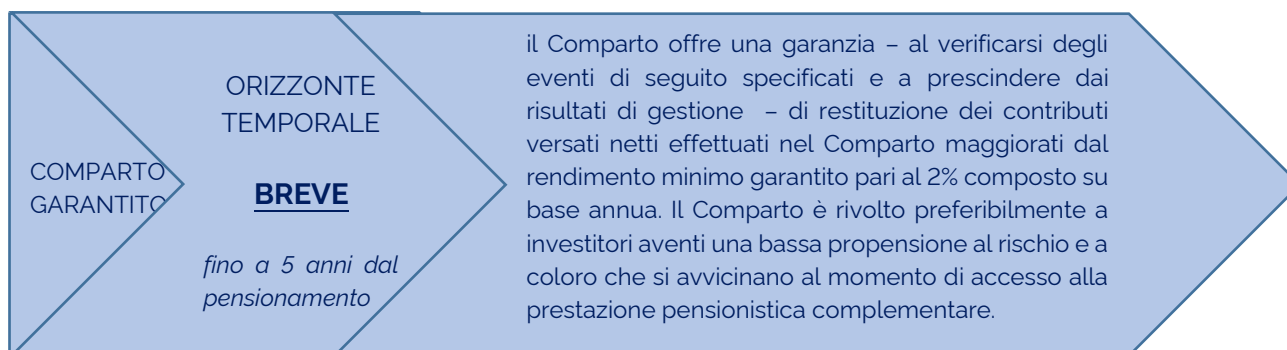 COMPARTO
GARANTITO
ORIZZONTE
TEMPORALE
BREVE
fino a 5 anni dal
pensionamento
il Comparto offre una garanzia – al verificarsi degli
eventi di seguito specificati e a prescindere dai
risultati di gestione – di restituzione dei contributi
versati netti effettuati nel Comparto maggiorati dal
rendimento minimo garantito pari al 2% composto su
base annua. Il Comparto è rivolto preferibilmente a
investitori aventi una bassa propensione al rischio e a
coloro che si avvicinano al momento di accesso alla
prestazione pensionistica complementare.